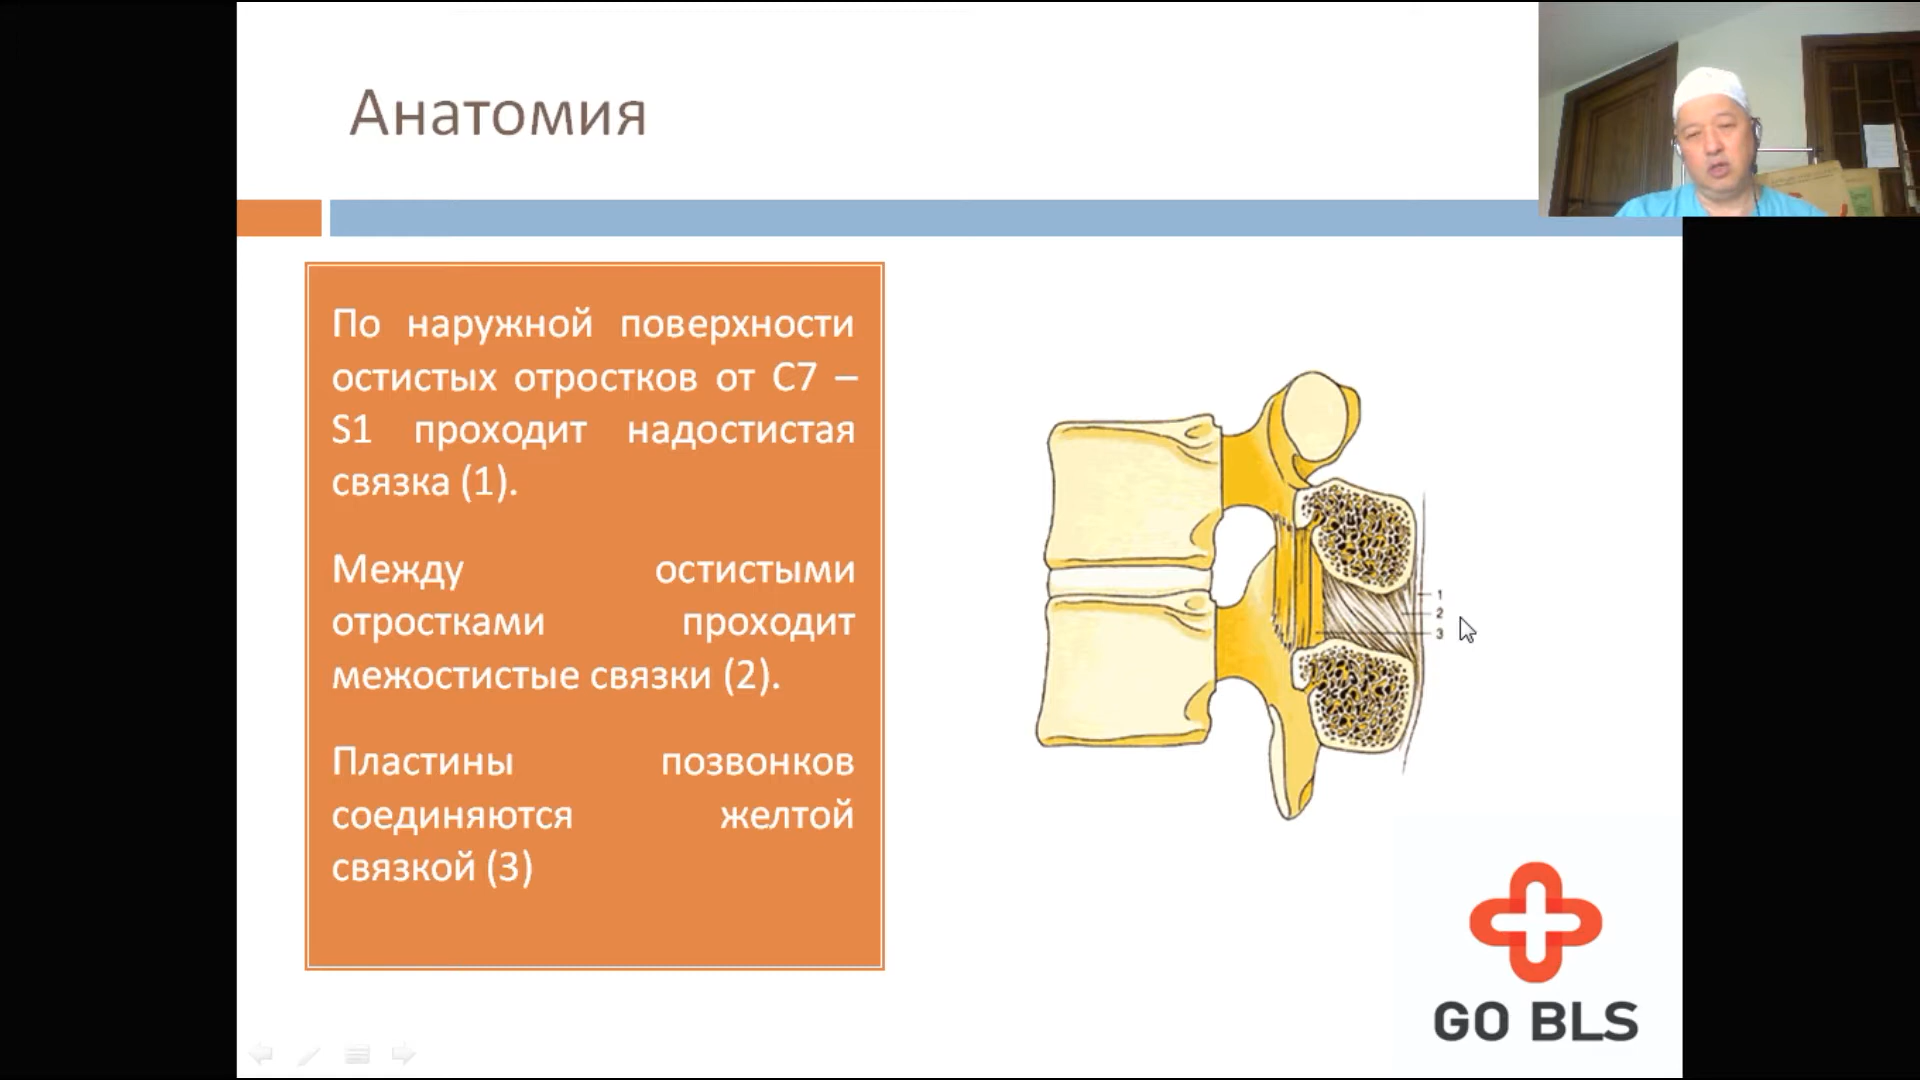 Анатомия
По наружной поверхности
остистых отростков от С7 –
S1 проходит надостистая
связка (1).
Между остистыми
отростками проходит
межостистые связки (2).
Пластины позвонков
соединяются желтой
связкой (3)
1
2
3
GO BLS